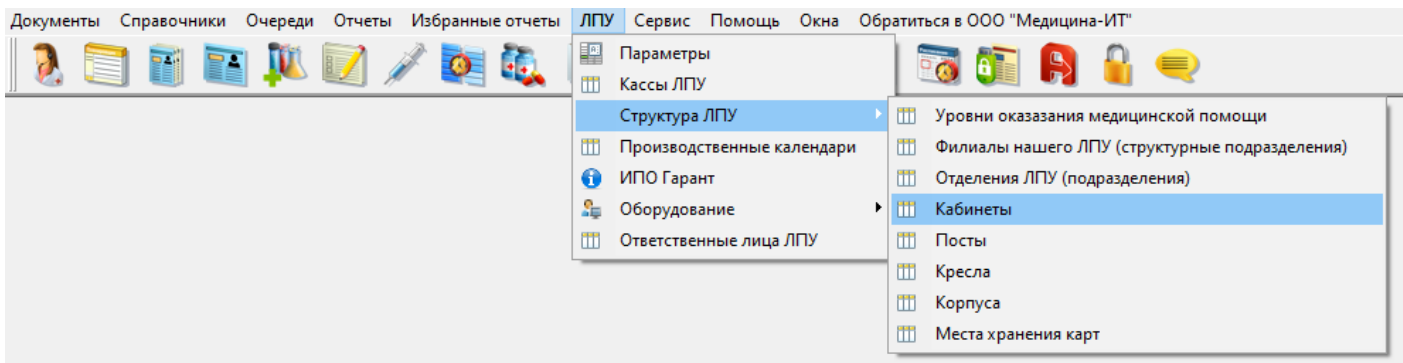 Документы Справочники Очереди Отчеты Избранные отчеты ЛПУ Сервис Помощь Окна Обратиться в ООО "Медицина-ИТ"
Параметры
Кассы ЛПУ
Структура ЛПУ
Производственные календари
ИПО Гарант
Оборудование
Ответственные лица ЛПУ
Уровни оказазания медицинской помощи
Филиалы нашего ЛПУ (структурные подразделения)
Отделения ЛПУ (подразделения)
Кабинеты
Посты
Кресла
Корпуса
Места хранения карт